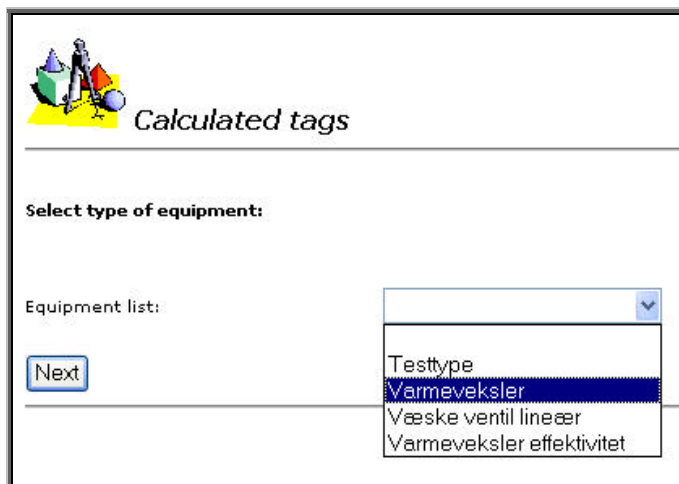 Calculated tags
Select type of equipment:
Equipment list:
Testtype
Next
Varmeveksler
Væske ventil lineær
Varmeveksler effektivitet